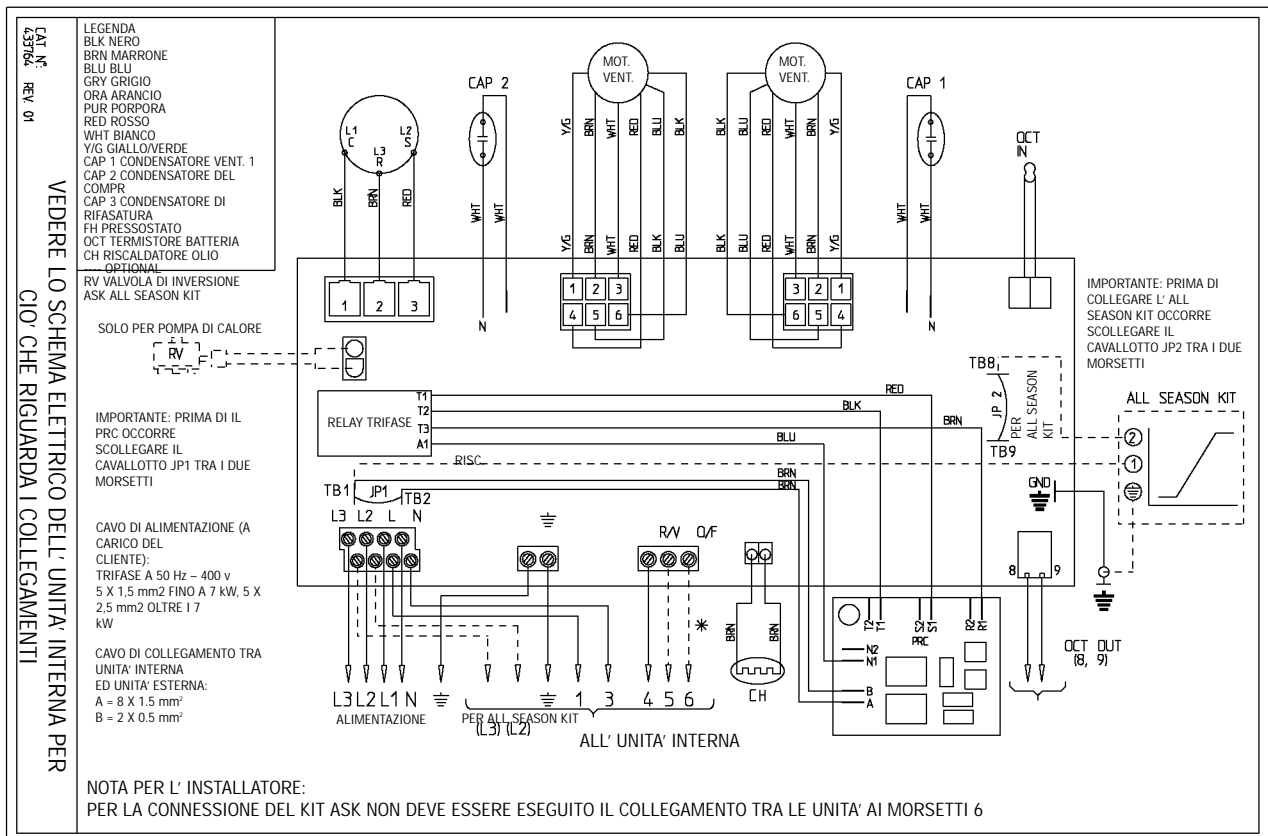 CAT N°:
433764  REV. 01
VEDERE LO SCHEMA ELETTRICO DELL' UNITA' INTERNA PER
CIO' CHE RIGUARDA I COLLEGAMENTI
LEGENDA
BLK NERO
BRN MARRONE
BLU BLU
GRY GRIGIO
ORA ARANCIO
PUR PORPORA
RED ROSSO
WHT BIANCO
Y/G GIALLO/VERDE
CAP 1 CONDENSATORE VENT. 1
CAP 2 CONDENSATORE DEL
COMPR
CAP 3 CONDENSATORE DI
RIFASATURA
FH PRESSOSTATO
OCT TERMISTORE BATTERIA
CH RISCALDATORE OLIO
---- OPTIONAL
RV VALVOLA DI INVERSIONE
ASK ALL SEASON KIT
SOLO PER POMPA DI CALORE
RV
IMPORTANTE: PRIMA DI IL
PRC OCCORRE
SCOLLEGARE IL
CAVALLOTTO JP1 TRA I DUE
MORSETTI
CAVO DI ALIMENTAZIONE (A
CARICO DEL
CLIENTE):
TRIFASE A 50 Hz – 400 v
5 X 1,5 mm2 FINO A 7 kW, 5 X
2,5 mm2 OLTRE I 7
kW
CAVO DI COLLEGAMENTO TRA
UNITA' INTERNA
ED UNITA' ESTERNA:
A = 8 X 1.5 mm²
B = 2 X 0.5 mm²
L1 L2
C S
L3
R
BLK BRN RED
1 2 3
CAP 2
WHT WHT
N
MOT.
VENT.
Y/G BRN WHT RED BLU BLK
Y/G BRN WHT RED BLK BLU
1 2 3
4 5 6
MOT.
VENT.
BLK BLU RED WHT BRN Y/G
BLK BLU RED WHT BRN Y/G
3 2 1
6 5 4
CAP 1
WHT WHT
N
OCT
IN
IMPORTANTE: PRIMA DI
COLLEGARE L' ALL
SEASON KIT OCCORRE
SCOLLEGARE IL
CAVALLOTTO JP2 TRA I DUE
MORSETTI
RELAY TRIFASE
T1
T2
T3
A1
RED
BLK
BRN
BLU
RISC.
BRN
BRN
TB8
JP 2
PER
ALL SEASON
KIT
TB9
ALL SEASON KIT
2
1
GND
TB1 JP1 TB2
L3 L2 L N
R/V O/F
8 9
BRN BRN
CH
T2 T1 S2 S1 R2 R1
PRC
N2
N1
B
A
OCT OUT
(8, 9)
*
L3 L2 L1 N
ALIMENTAZIONE
1 3 4 5 6
PER ALL SEASON KIT
(L3) (L2)
ALL' UNITA' INTERNA
NOTA PER L' INSTALLATORE:
PER LA CONNESSIONE DEL KIT ASK NON DEVE ESSERE ESEGUITO IL COLLEGAMENTO TRA LE UNITA' AI MORSETTI 6